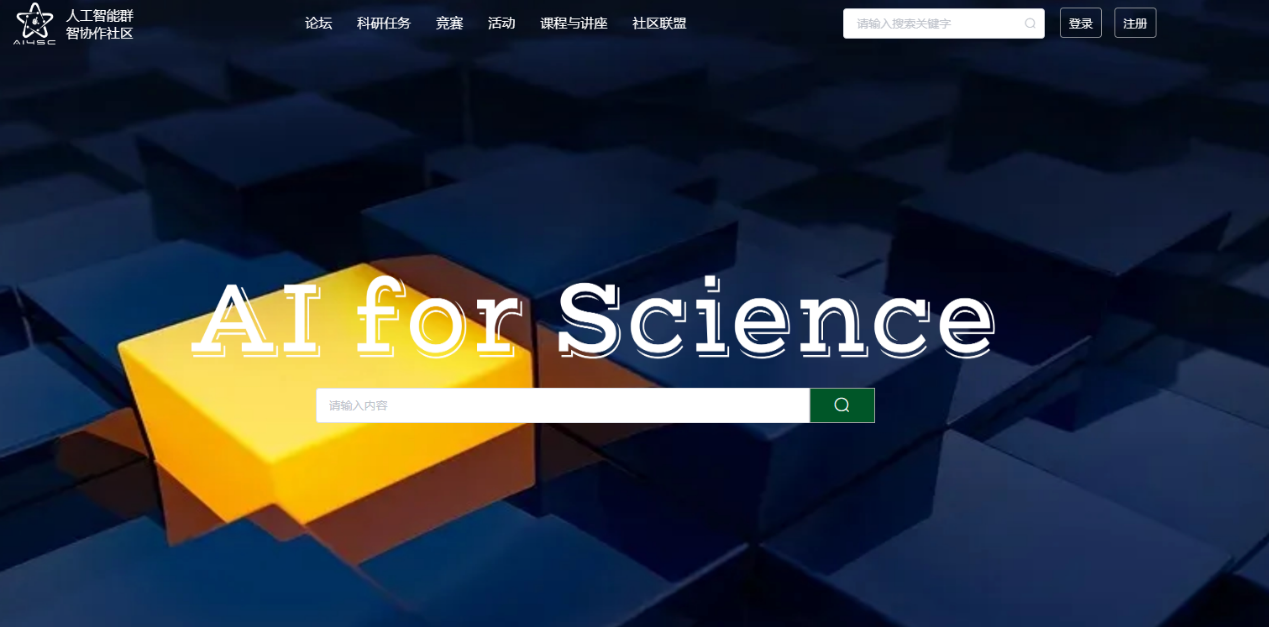 人工智能群
智协作社区
AI4SC
论坛 科研任务 竞赛 活动 课程与讲座 社区联盟
请输入搜索关键字
登录 注册
AI for Science
请输入内容